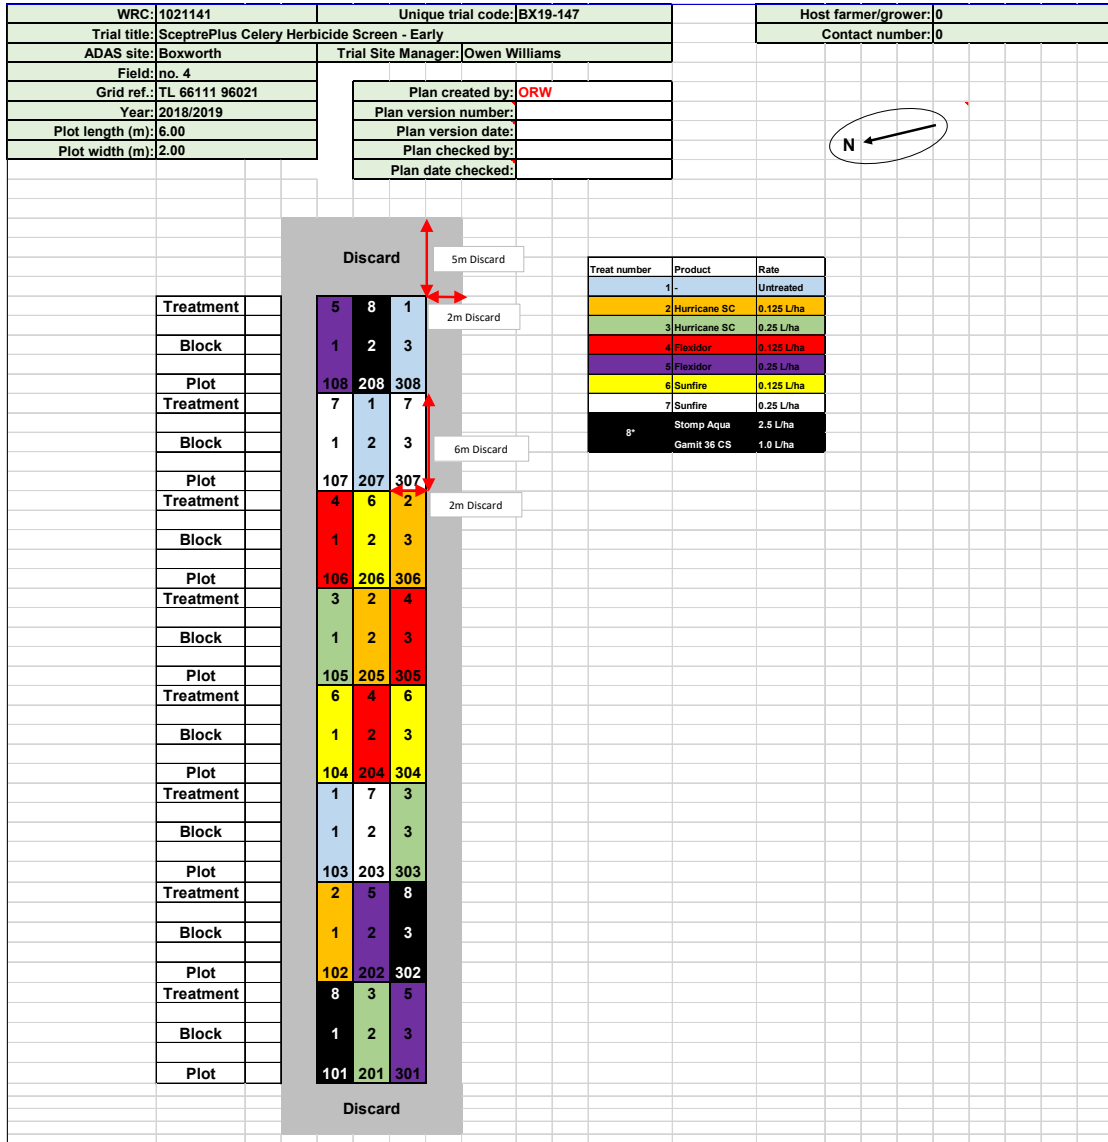 WRC: 1021141 Unique trial code: BX19-147 Host farmer/grower: 0
Trial title: SceptrePlus Celery Herbicide Screen - Early Contact number: 0
ADAS site: Boxworth Trial Site Manager: Owen Williams
Field: no. 4
Grid ref.: TL 66111 96021 Plan created by: ORW
Year: 2018/2019 Plan version number:
Plot length (m): 6.00 Plan version date:
Plot width (m): 2.00 Plan checked by:
Plan date checked:
N
Discard 5m Discard
Treat number Product Rate
1 - Untreated
2 Hurricane SC 0.125 L/ha
3 Hurricane SC 0.25 L/ha
4 Flexidor 0.125 L/ha
5 Flexidor 0.25 L/ha
6 Sunfire 0.125 L/ha
7 Sunfire 0.25 L/ha
8* Stomp Aqua 2.5 L/ha
Gamit 36 CS 1.0 L/ha
Treatment 5 8 1
2m Discard
Block 1 2 3
Plot 108 208 308
Treatment 7 1 7
Block 1 2 3
6m Discard
Plot 107 207 307
Treatment 4 6 2
2m Discard
Block 1 2 3
Plot 106 206 306
Treatment 3 2 4
Block 1 2 3
Plot 105 205 305
Treatment 6 4 6
Block 1 2 3
Plot 104 204 304
Treatment 1 7 3
Block 1 2 3
Plot 103 203 303
Treatment 2 5 8
Block 1 2 3
Plot 102 202 302
Treatment 8 3 5
Block 1 2 3
Plot 101 201 301
Discard